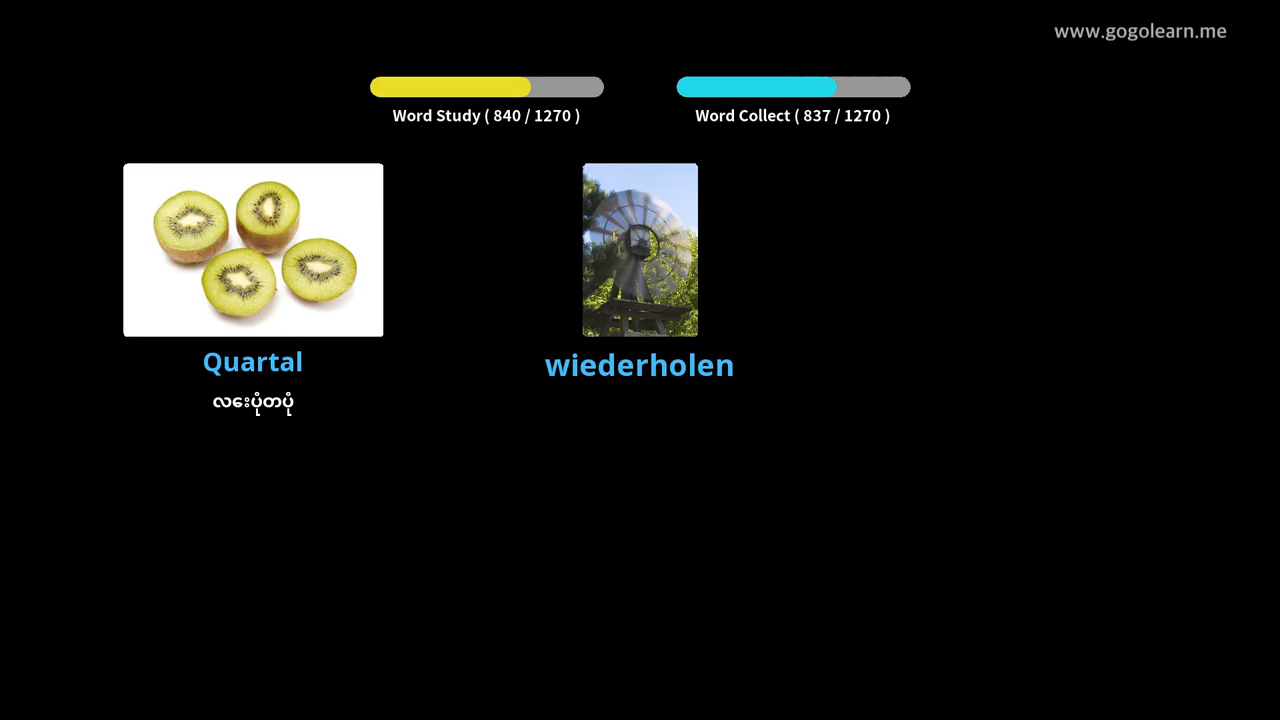 www.gogolearn.me
Word Study ( 840 / 1270 )
Word Collect ( 837 / 1270 )
Quartal
လေးပုံတပုံ
wiederholen